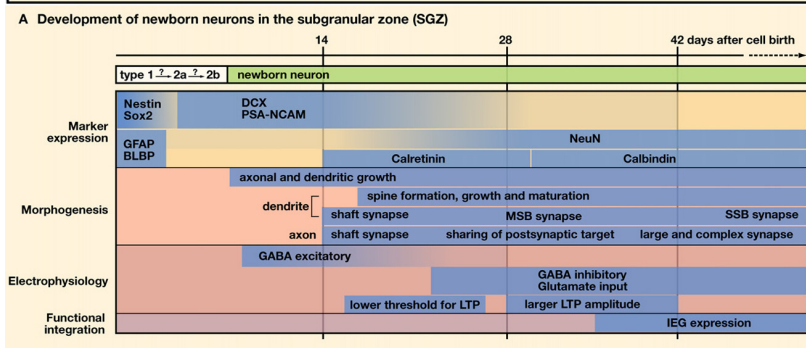 A Development of newborn neurons in the subgranular zone (SGZ)
14 28 42 days after cell birth
type 1 ?→ 2a ?→ 2b newborn neuron
Marker expression
Nestin
Sox2
DCX
PSA-NCAM
GFAP
BLBP
NeuN
Calretinin Calbindin
Morphogenesis
axonal and dendritic growth
dendrite
spine formation, growth and maturation
shaft synapse MSB synapse SSB synapse
axon shaft synapse sharing of postsynaptic target large and complex synapse
Electrophysiology
GABA excitatory
GABA inhibitory
Glutamate input
lower threshold for LTP larger LTP amplitude
Functional
integration
IEG expression